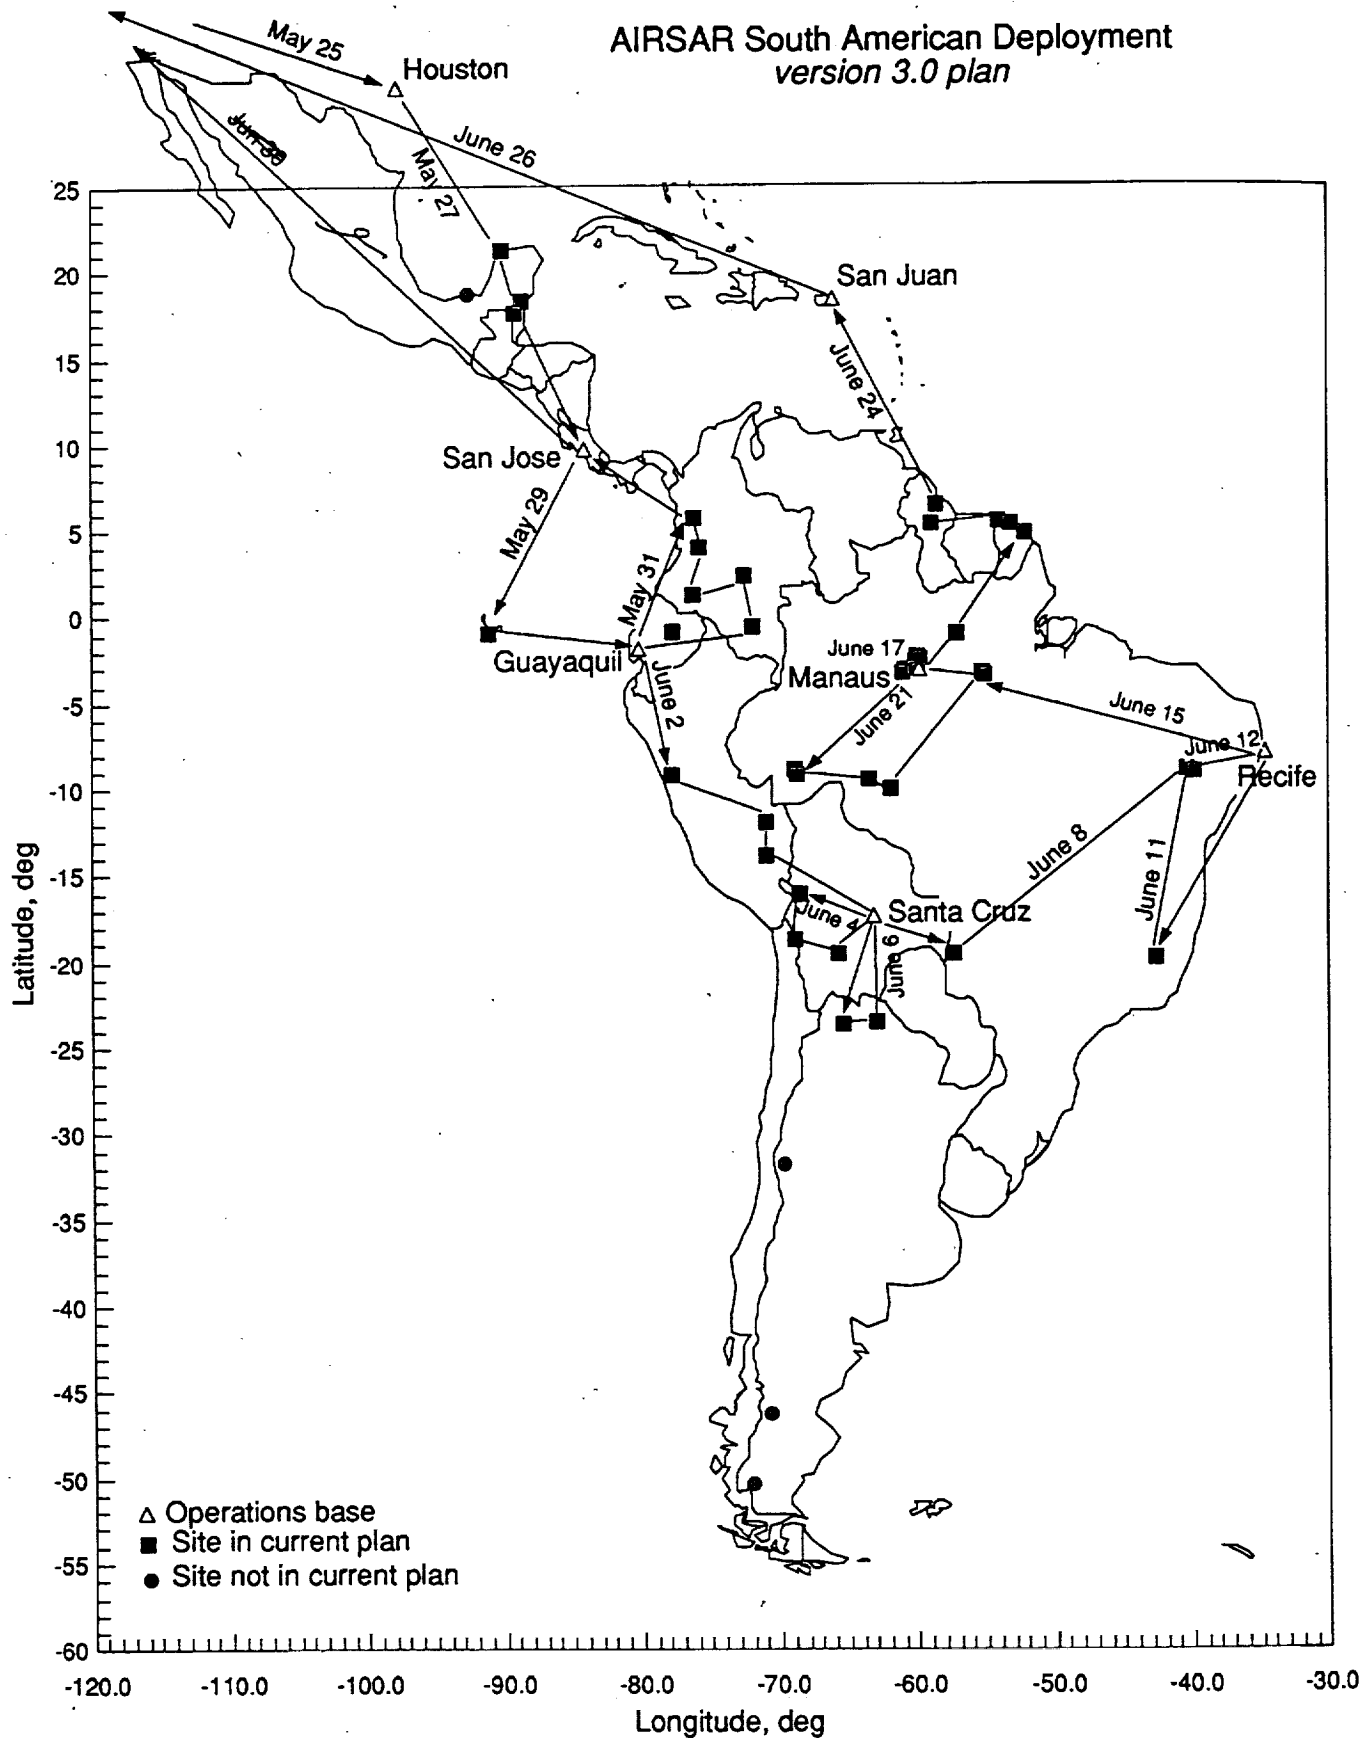 AIRSAR South American Deployment
version 3.0 plan
May 25
Houston
June 26
May 27
San Juan
June 24
San Jose
May 29
May 31
Guayaquil
June 2
June 17
Manaus
June 21
June 15
June 12
Recife
June 8
June 11
June 4
Santa Cruz
June 6
25
20
15
10
5
0
-5
-10
-15
-20
-25
-30
-35
-40
-45
-50
-55
-60
Latitude, deg
Operations base
Site in current plan
Site not in current plan
-120.0 -110.0 -100.0 -90.0 -80.0 -70.0 -60.0 -50.0 -40.0 -30.0
Longitude, deg